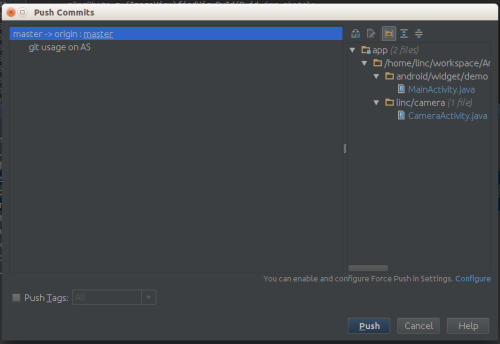 Push Commits
master -> origin : master
git usage on AS
app (2 files)
/home/linc/workspace/An
android/widget/demo
MainActivity.java
linc/camera (1 file)
CameraActivity.java
You can enable and configure Force Push in Settings. Configure
Push Tags: All
Push Cancel Help